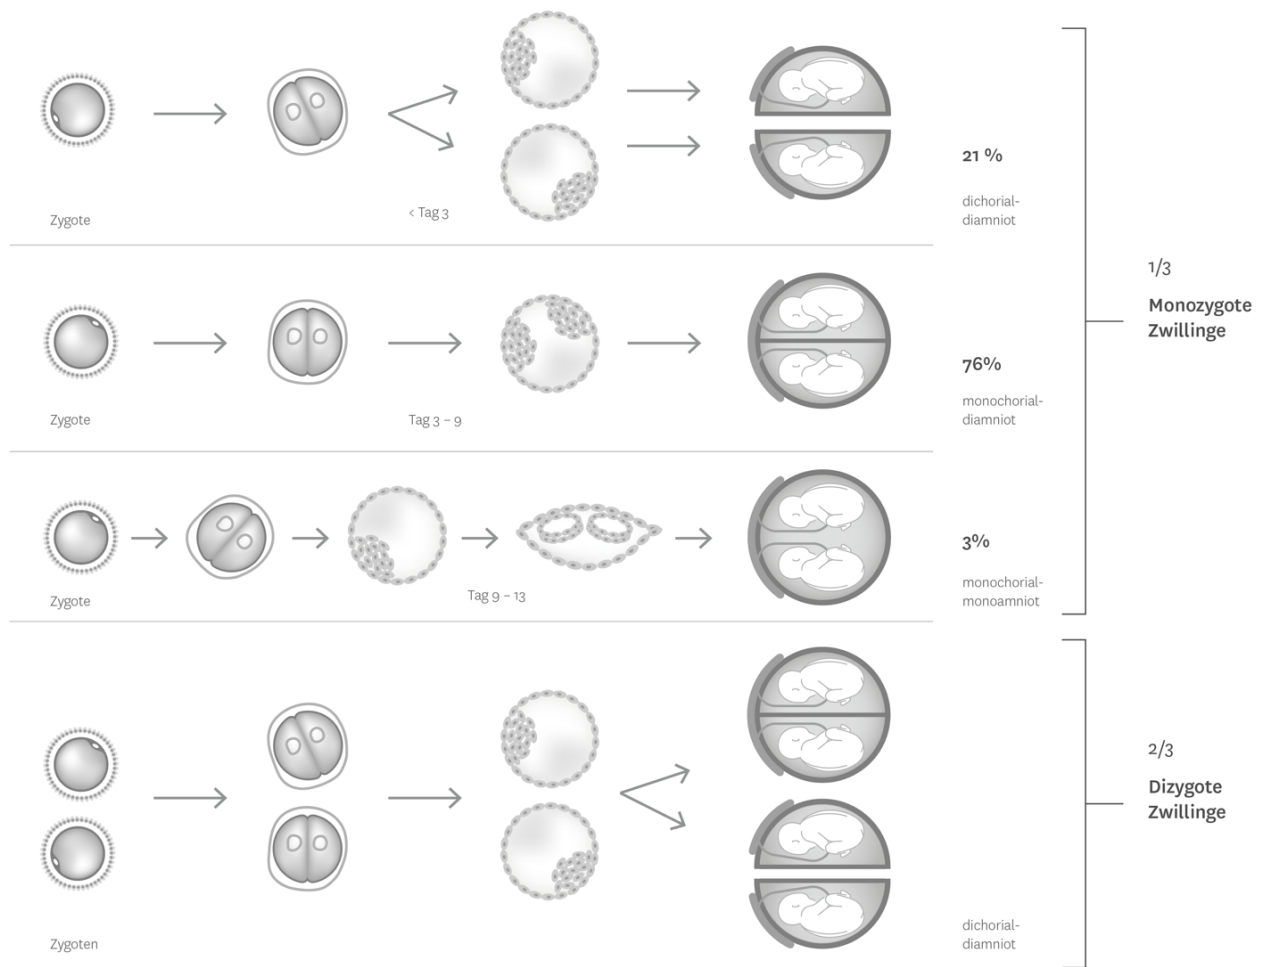 Zygote
< Tag 3
21 %
dichorial-
diamniot
Zygote
Tag 3 – 9
76%
monochorial-
diamniot
1/3
Monozygote
Zwillinge
Zygote
Tag 9 – 13
3%
monochorial-
monoamniot
Zygoten
dichorial-
diamniot
2/3
Dizygote
Zwillinge